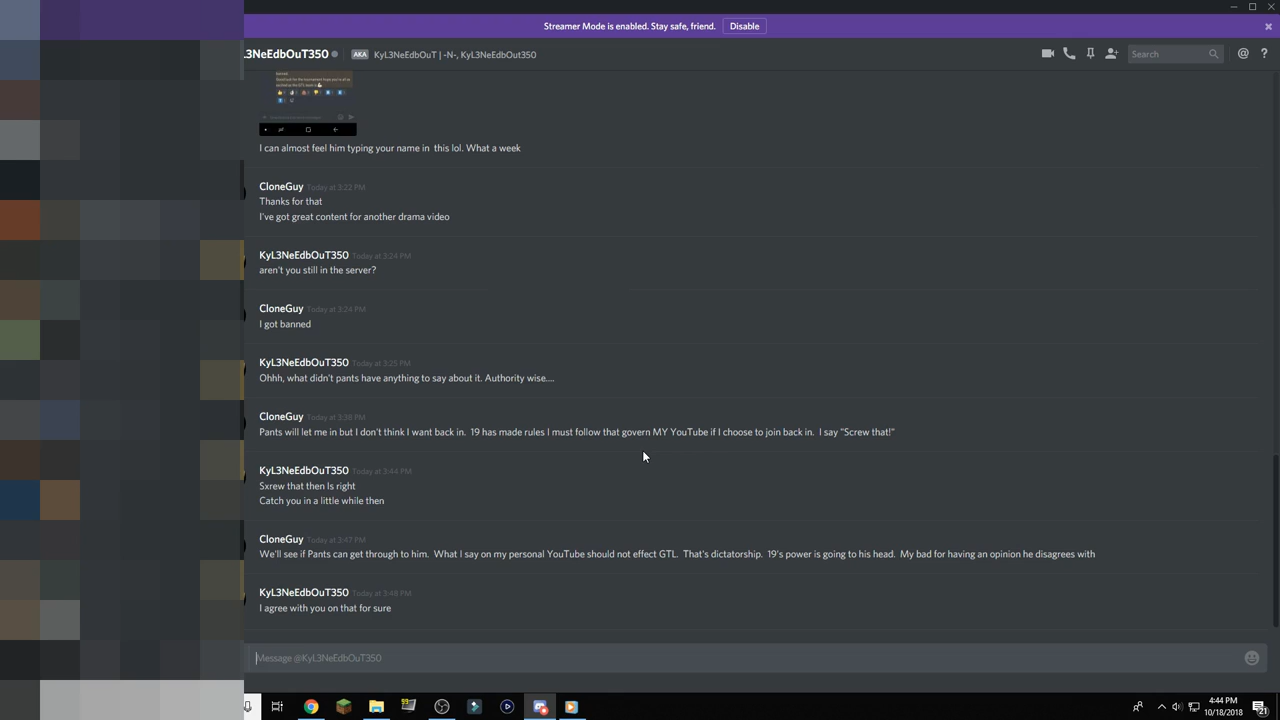 Streamer Mode is enabled. Stay safe, friend. Disable
L3NeEdbOuT350 AKA KyL3NeEdbOuT | -N-, KyL3NeEdbOut350 Search
I can almost feel him typing your name in this lol. What a week
CloneGuy Today at 3:22 PM
Thanks for that
I've got great content for another drama video
KyL3NeEdbOuT350 Today at 3:24 PM
aren't you still in the server?
CloneGuy Today at 3:24 PM
I got banned
KyL3NeEdbOuT350 Today at 3:25 PM
Ohhh, what didn't pants have anything to say about it. Authority wise....
CloneGuy Today at 3:38 PM
Pants will let me in but I don't think I want back in. 19 has made rules I must follow that govern MY YouTube if I choose to join back in. I say "Screw that!"
KyL3NeEdbOuT350 Today at 3:44 PM
Sxrew that then Is right
Catch you in a little while then
CloneGuy Today at 3:47 PM
We'll see if Pants can get through to him. What I say on my personal YouTube should not effect GTL. That's dictatorship. 19's power is going to his head. My bad for having an opinion he disagrees with
KyL3NeEdbOuT350 Today at 3:48 PM
I agree with you on that for sure
Message @KyL3NeEdbOuT350
4:44 PM
10/18/2018
21